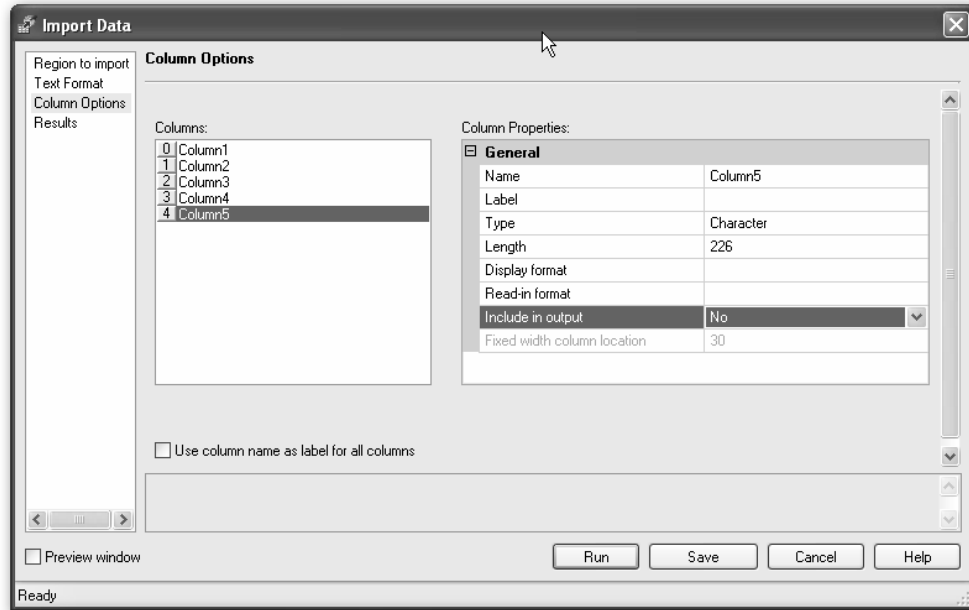 Import Data
Region to import
Text Format
Column Options
Results
Column Options
Columns:
0 Column1
1 Column2
2 Column3
3 Column4
4 Column5
Column Properties:
General
Name Column5
Label
Type Character
Length 226
Display format
Read-in format
Include in output No
Fixed width column location 30
Use column name as label for all columns
Preview window
Run
Save
Cancel
Help
Ready